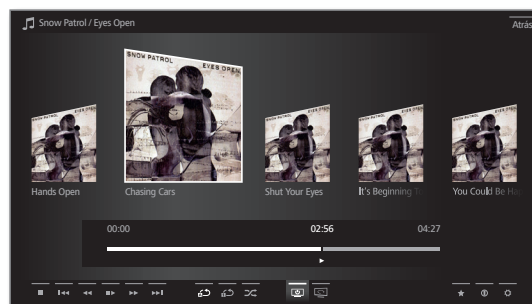 Snow Patrol / Eyes Open
Atrás
SNOW PATROL EYES OPEN
Hands Open
Chasing Cars
Shut Your Eyes
It's Beginning
You Could Be
00:00
02:56
04:27